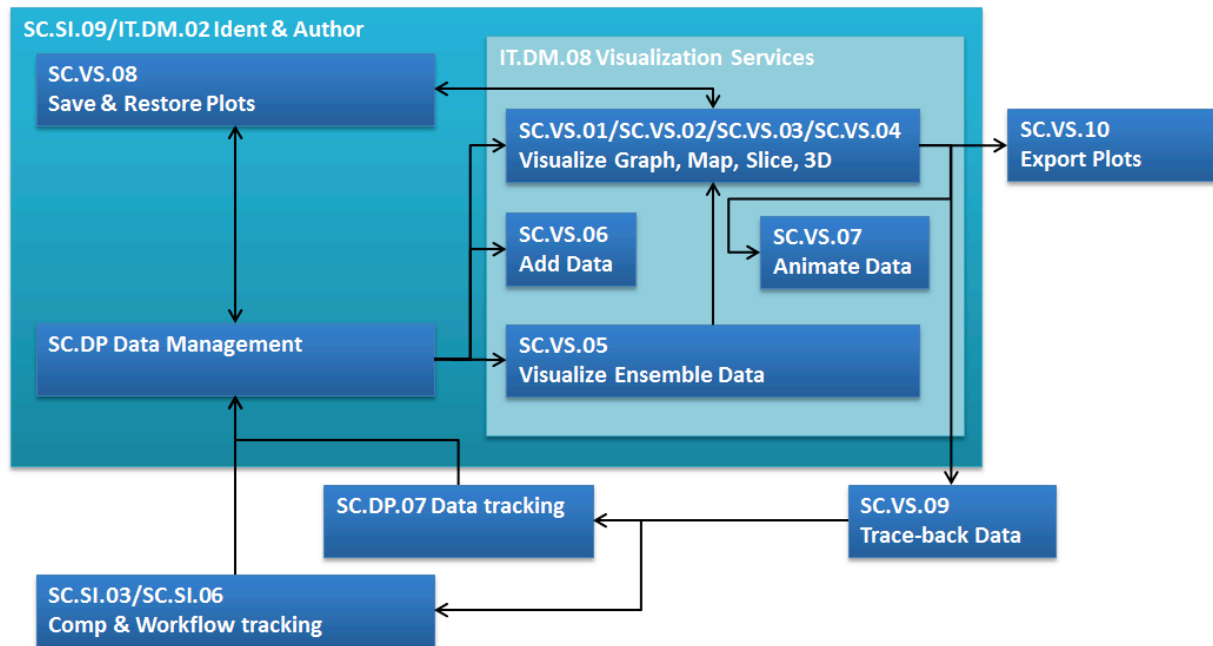 SC.SI.09/IT.DM.02 Ident & Author
SC.VS.08
Save & Restore Plots
IT.DM.08 Visualization Services
SC.VS.01/SC.VS.02/SC.VS.03/SC.VS.04
Visualize Graph, Map, Slice, 3D
SC.VS.10
Export Plots
SC.VS.06
Add Data
SC.VS.07
Animate Data
SC.DP Data Management
SC.VS.05
Visualize Ensemble Data
SC.DP.07 Data tracking
SC.VS.09
Trace-back Data
SC.SI.03/SC.SI.06
Comp & Workflow tracking